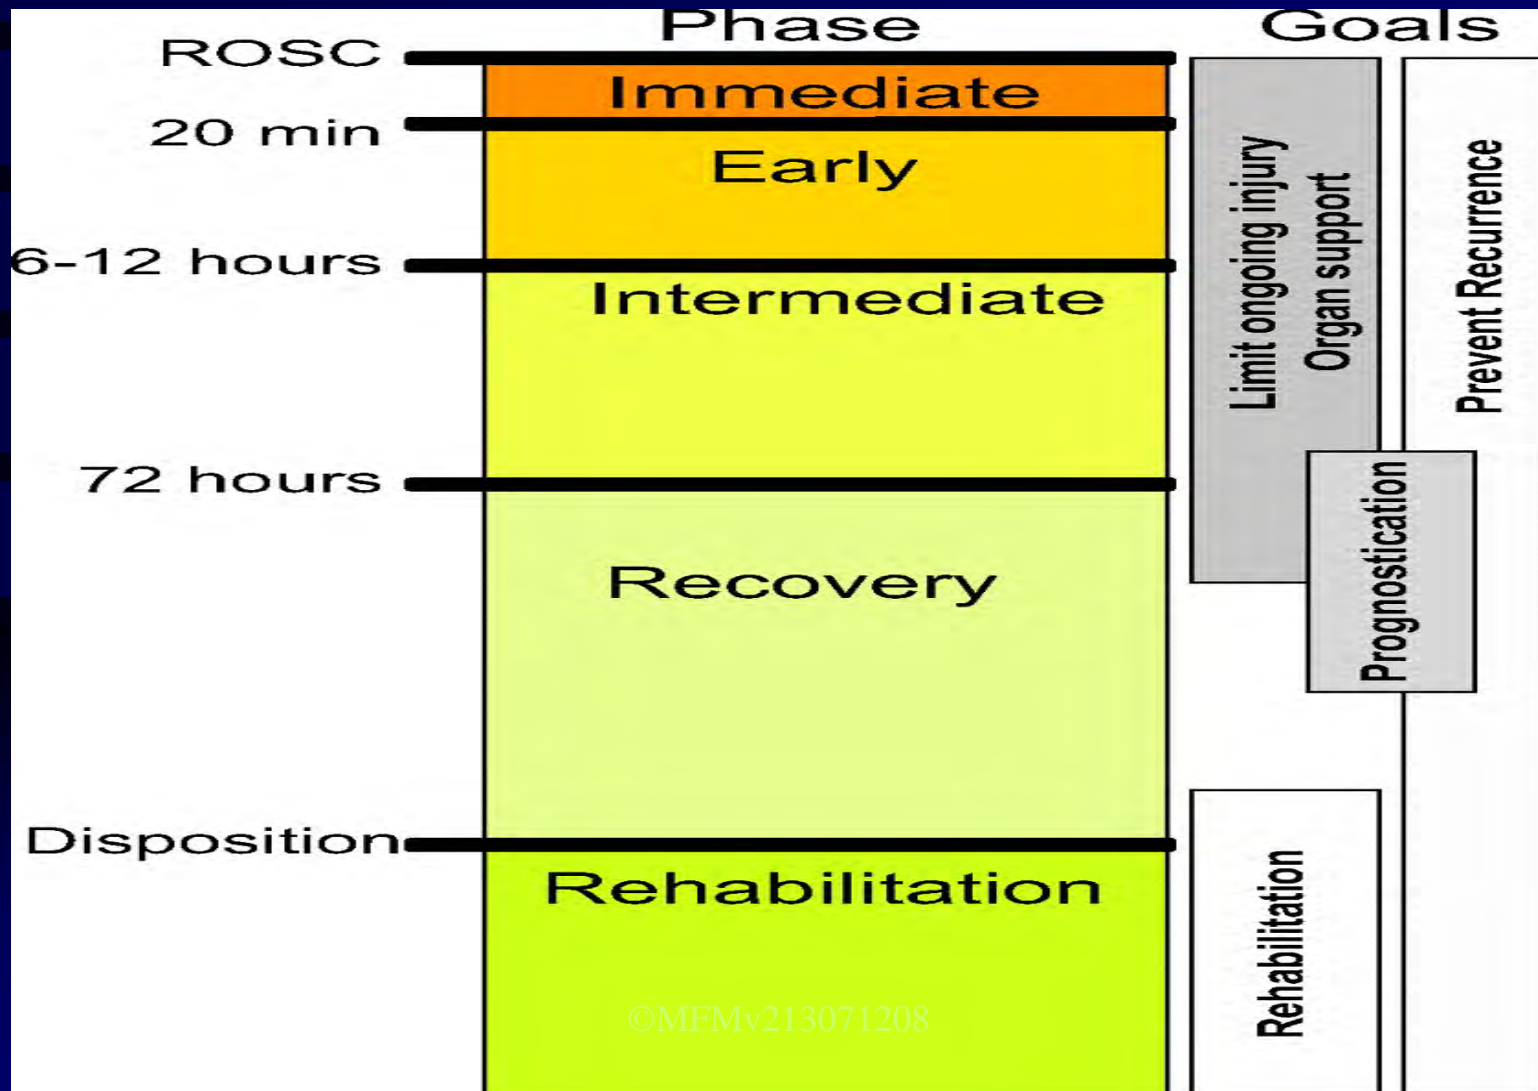 Phase
Goals
ROSC
Immediate
20 min
Early
6-12 hours
Intermediate
72 hours
Recovery
Disposition
Rehabilitation
Limit ongoing injury
Organ support
Prevent Recurrence
Prognostication
Rehabilitation
©MFMv213071208